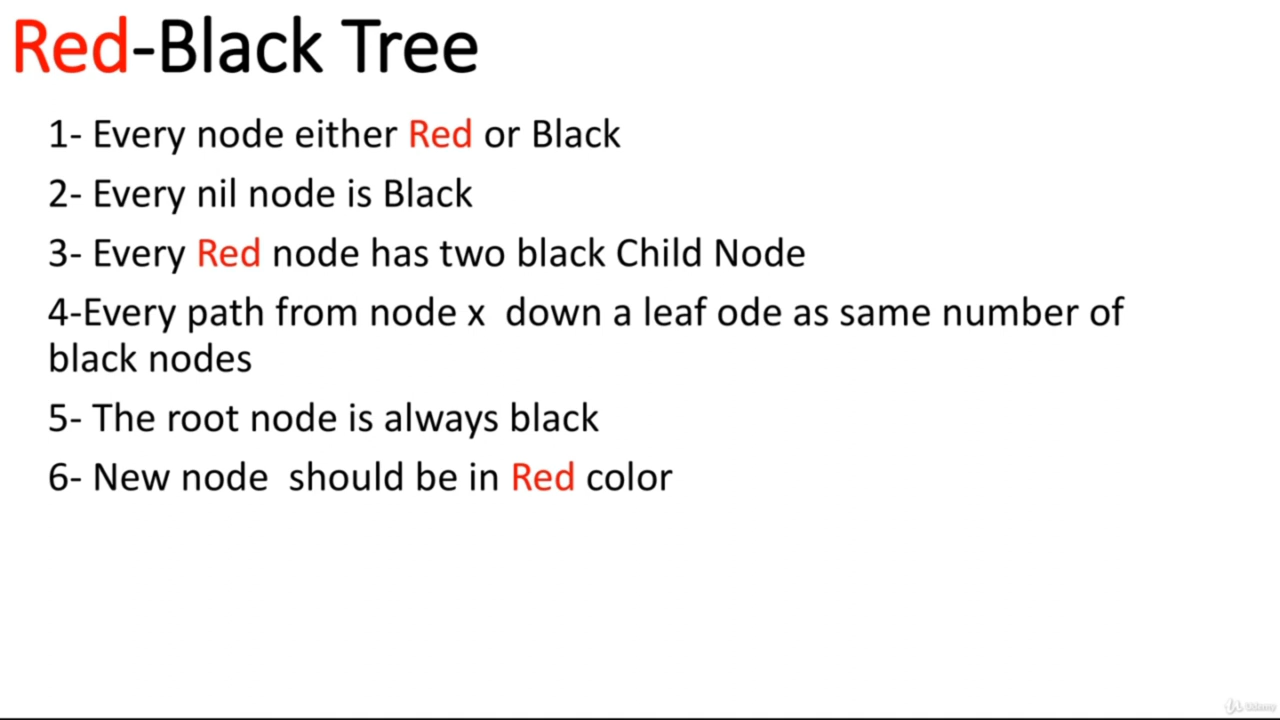 Red-Black Tree
1- Every node either Red or Black
2- Every nil node is Black
3- Every Red node has two black Child Node
4-Every path from node x  down a leaf ode as same number of
black nodes
5- The root node is always black
6- New node  should be in Red color
Udemy